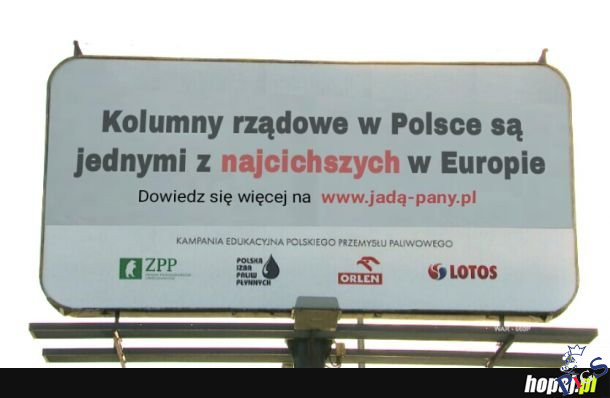 Kolumny rządowe w Polsce są
jednymi z najcichszych w Europie
Dowiedz się więcej na www.jadą-pany.pl
KAMPANIA EDUKACYJNA POLSKIEGO PRZEMYSŁU PALIWOWEGO
ZPP
POLSKA
IZBA
PALIW
PŁYNNYCH
ORLEN
LOTOS
hopej.pl